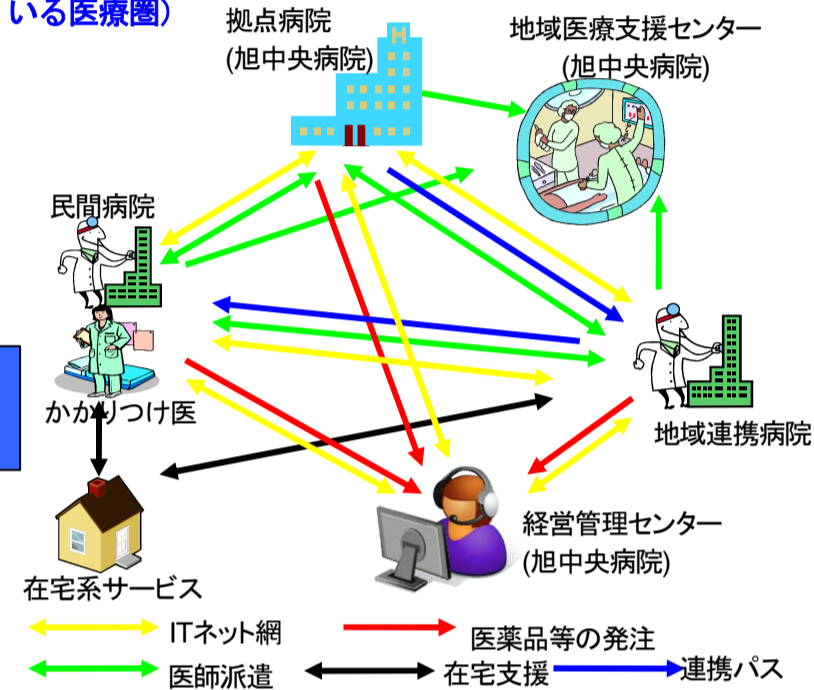 いる医療圏）
拠点病院
(旭中央病院)
地域医療支援センター
(旭中央病院)
H
民間病院
かかりつけ医
地域連携病院
経営管理センター
(旭中央病院)
在宅系サービス
ITネット網
医薬品等の発注
医師派遣
在宅支援
連携パス